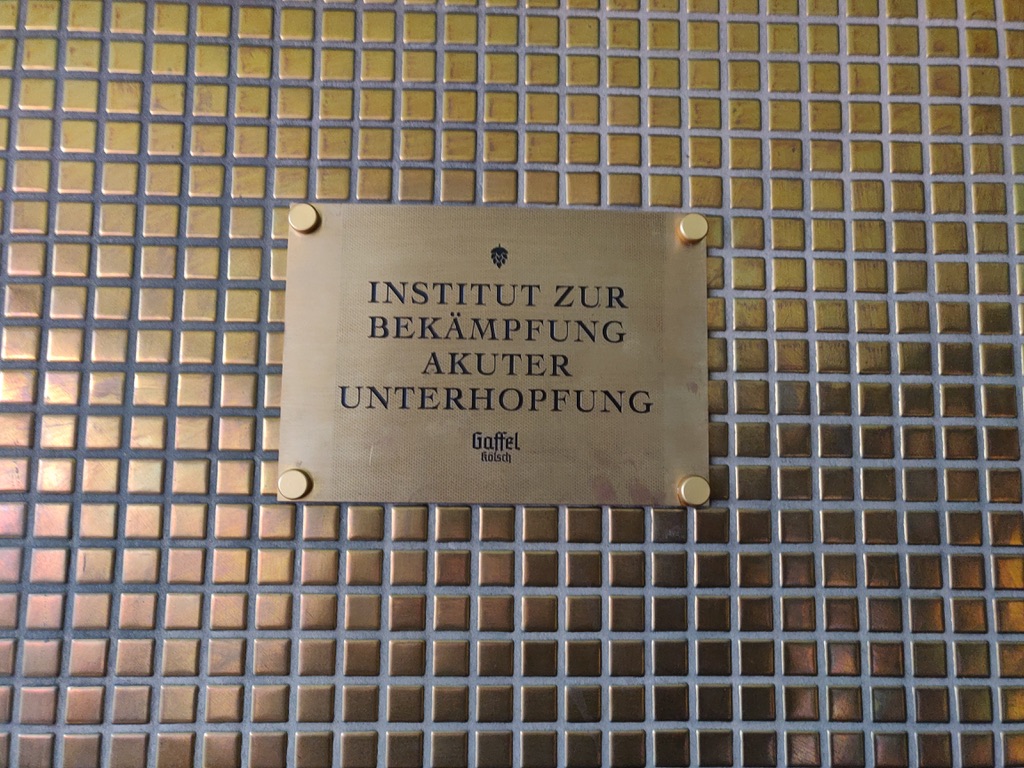 INSTITUT ZUR
BEKÄMPFUNG
AKUTER
UNTERHOPFUNG
Gaffel
Kölsch